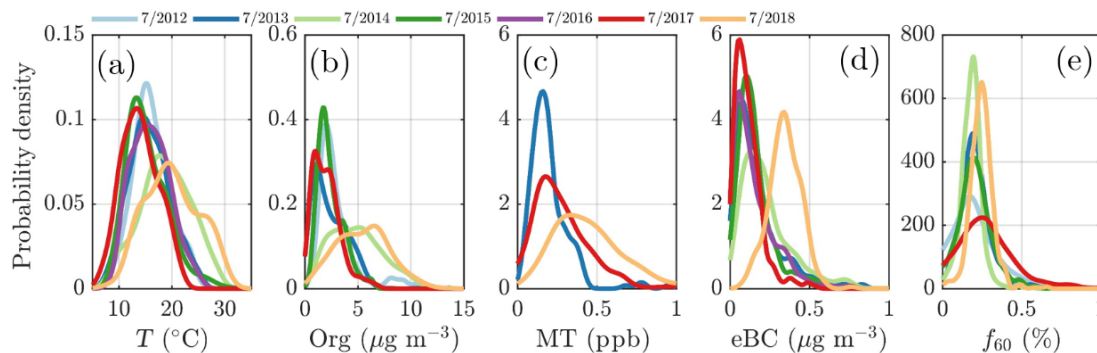 7/2012 7/2013 7/2014 7/2015 7/2016 7/2017 7/2018
Probability density
0.15 0.1 0.05 0
(a)
10 20 30
T (°C)
0.6 0.4 0.2 0.0
(b)
0 5 10 15
Org (μg m⁻³)
6 4 2 0
(c)
0 0.5 1
MT (ppb)
6 4 2 0
(d)
0 0.5 1
eBC (μg m⁻³)
800 600 400 200 0
(e)
0 0.5 1
f₆₀ (%)